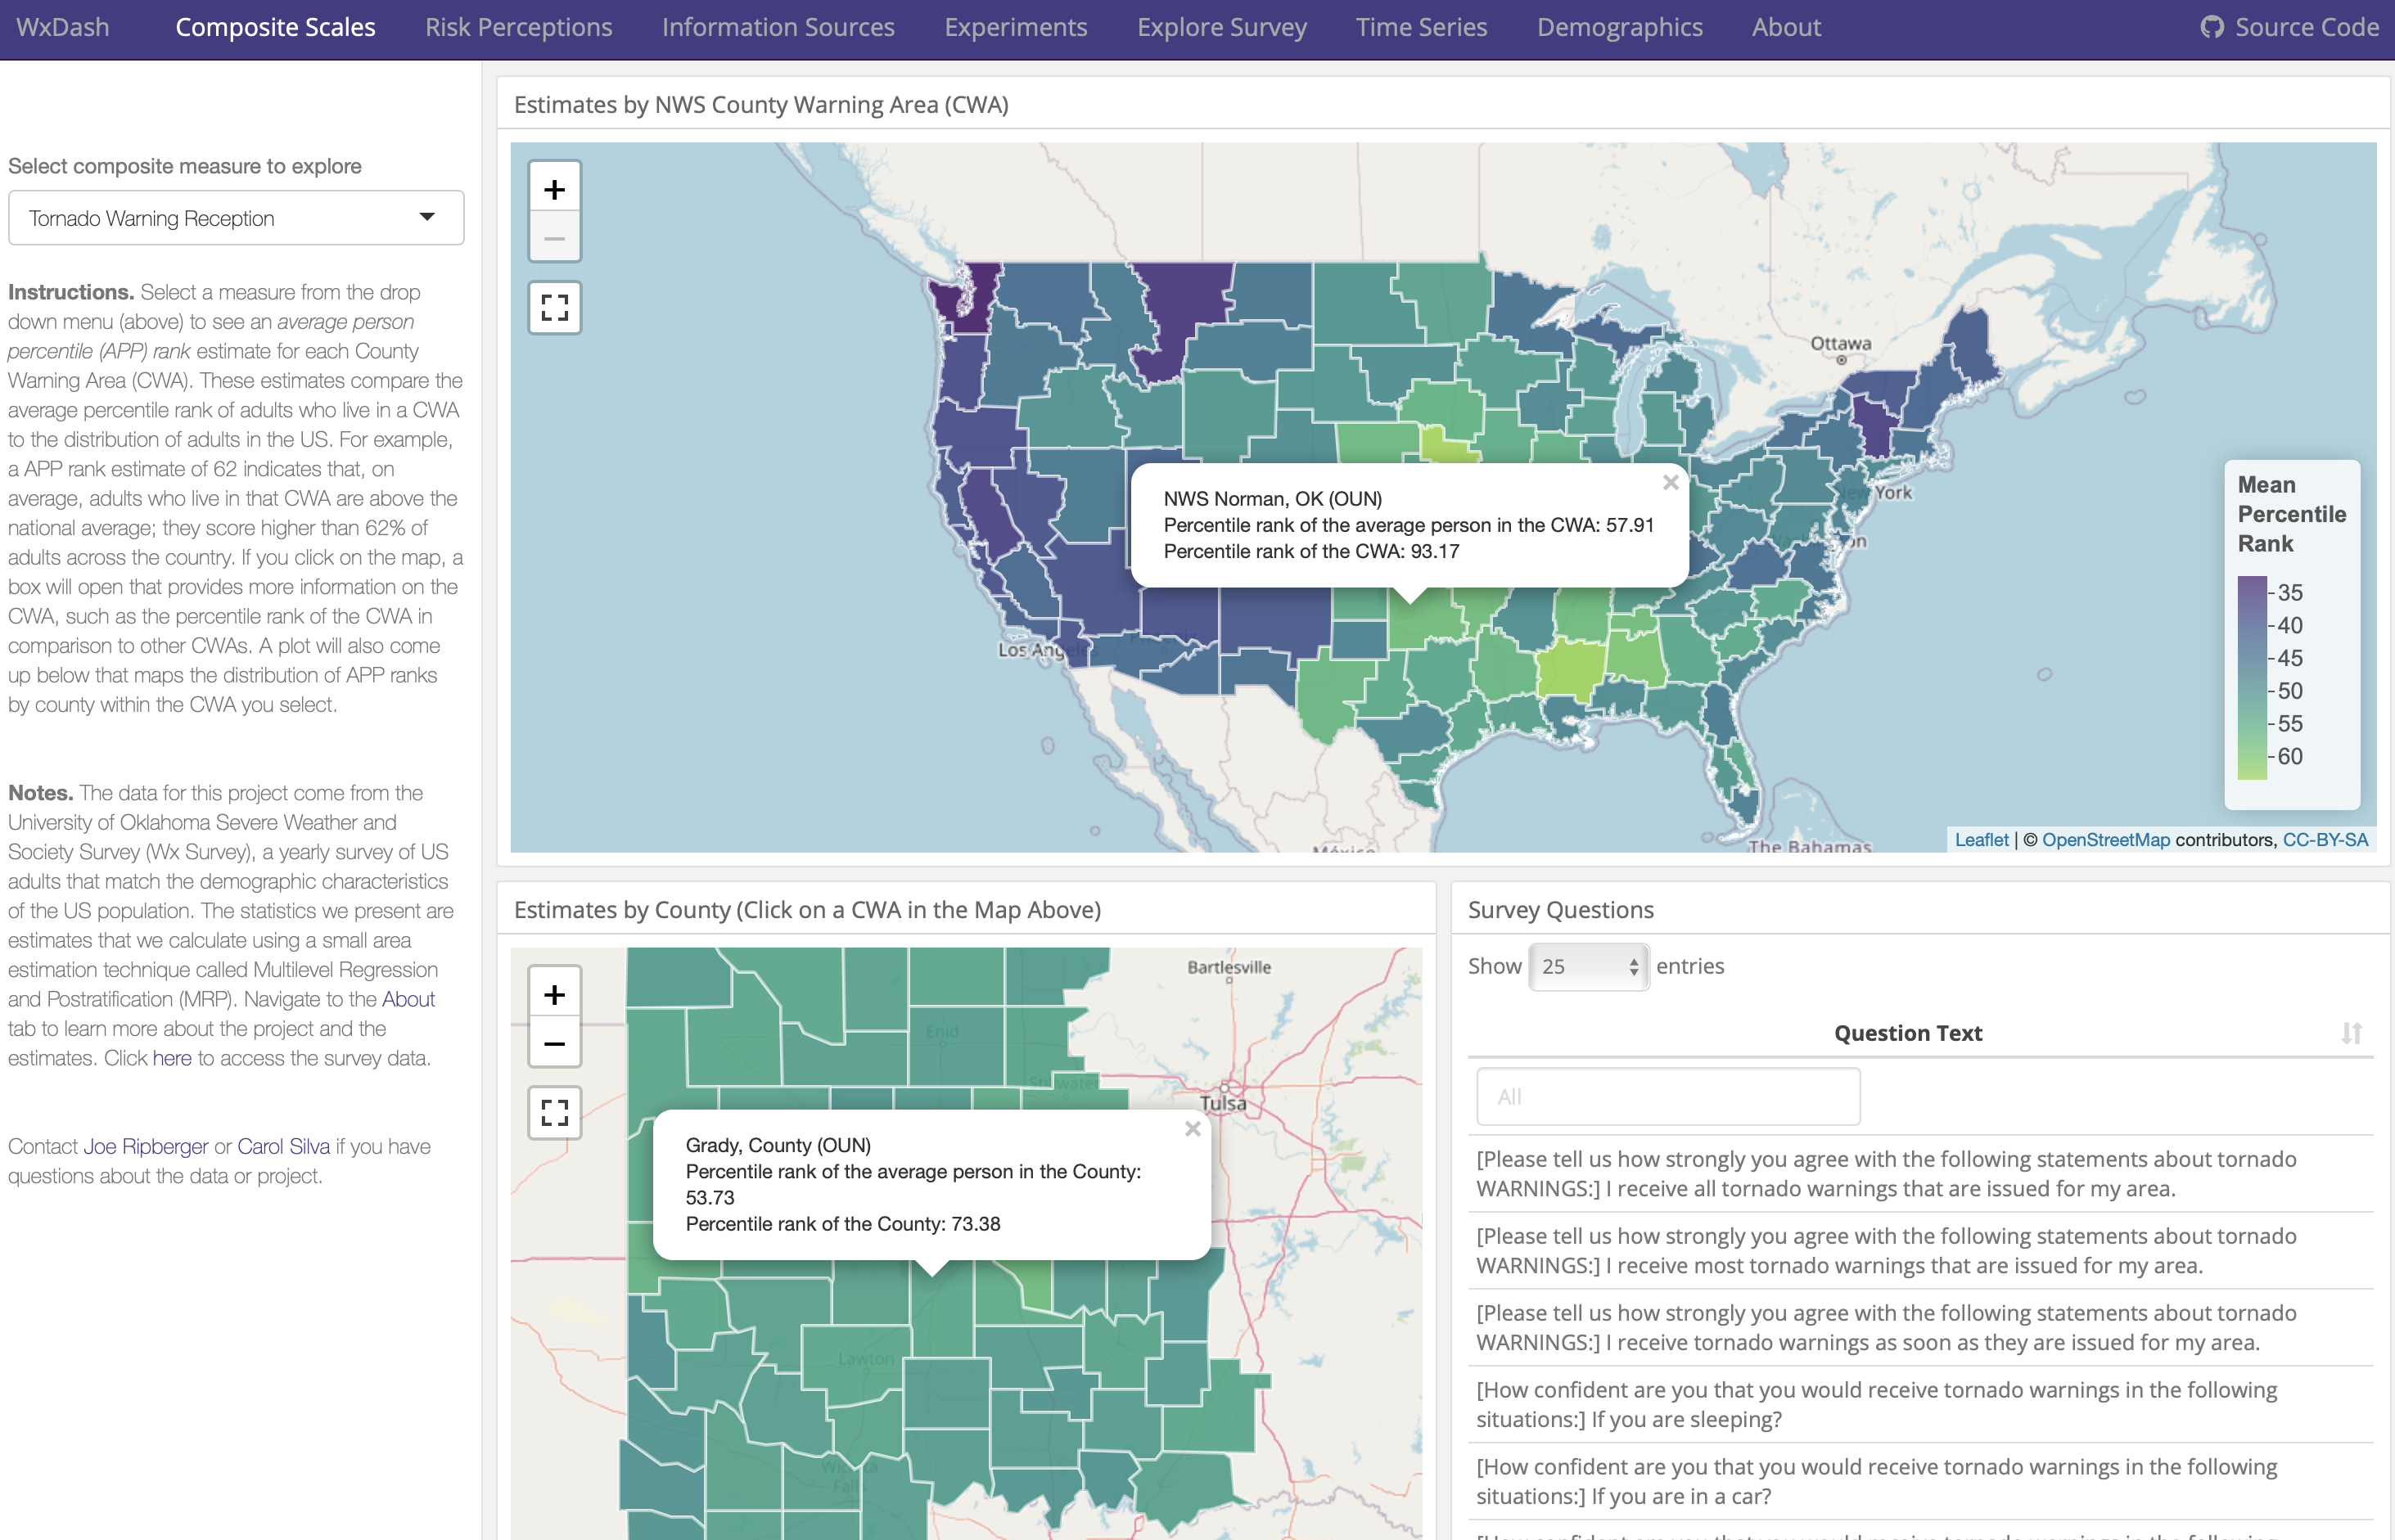 WxDash Composite Scales Risk Perceptions Information Sources Experiments Explore Survey Time Series Demographics About Source Code
Select composite measure to explore
Tornado Warning Reception
Instructions. Select a measure from the drop
down menu (above) to see an average person
percentile (APP) rank estimate for each County
Warning Area (CWA). These estimates compare the
average percentile rank of adults who live in a CWA
to the distribution of adults in the US. For example,
a APP rank estimate of 62 indicates that, on
average, adults who live in that CWA are above the
national average; they score higher than 62% of
adults across the country. If you click on the map, a
box will open that provides more information on the
CWA, such as the percentile rank of the CWA in
comparison to other CWAs. A plot will also come
up below that maps the distribution of APP ranks
by county within the CWA you select.
Notes. The data for this project come from the
University of Oklahoma Severe Weather and
Society Survey (Wx Survey), a yearly survey of US
adults that match the demographic characteristics
of the US population. The statistics we present are
estimates that we calculate using a small area
estimation technique called Multilevel Regression
and Postratification (MRP). Navigate to the About
tab to learn more about the project and the
estimates. Click here to access the survey data.
Contact Joe Ripberger or Carol Silva if you have
questions about the data or project.
Estimates by NWS County Warning Area (CWA)
+
−
Ottawa
York
Los Angeles
México
The Bahamas
NWS Norman, OK (OUN)
Percentile rank of the average person in the CWA: 57.91
Percentile rank of the CWA: 93.17
×
Mean
Percentile
Rank
35
40
45
50
55
60
Leaflet | © OpenStreetMap contributors, CC-BY-SA
Estimates by County (Click on a CWA in the Map Above)
+
−
Bartlesville
Enid
Stillwater
Tulsa
Grady, County (OUN)
Percentile rank of the average person in the County:
53.73
Percentile rank of the County: 73.38
×
Lawton
Wichita
Falls
Survey Questions
Show 25 entries
Question Text
All
[Please tell us how strongly you agree with the following statements about tornado
WARNINGS:] I receive all tornado warnings that are issued for my area.
[Please tell us how strongly you agree with the following statements about tornado
WARNINGS:] I receive most tornado warnings that are issued for my area.
[Please tell us how strongly you agree with the following statements about tornado
WARNINGS:] I receive tornado warnings as soon as they are issued for my area.
[How confident are you that you would receive tornado warnings in the following
situations:] If you are sleeping?
[How confident are you that you would receive tornado warnings in the following
situations:] If you are in a car?